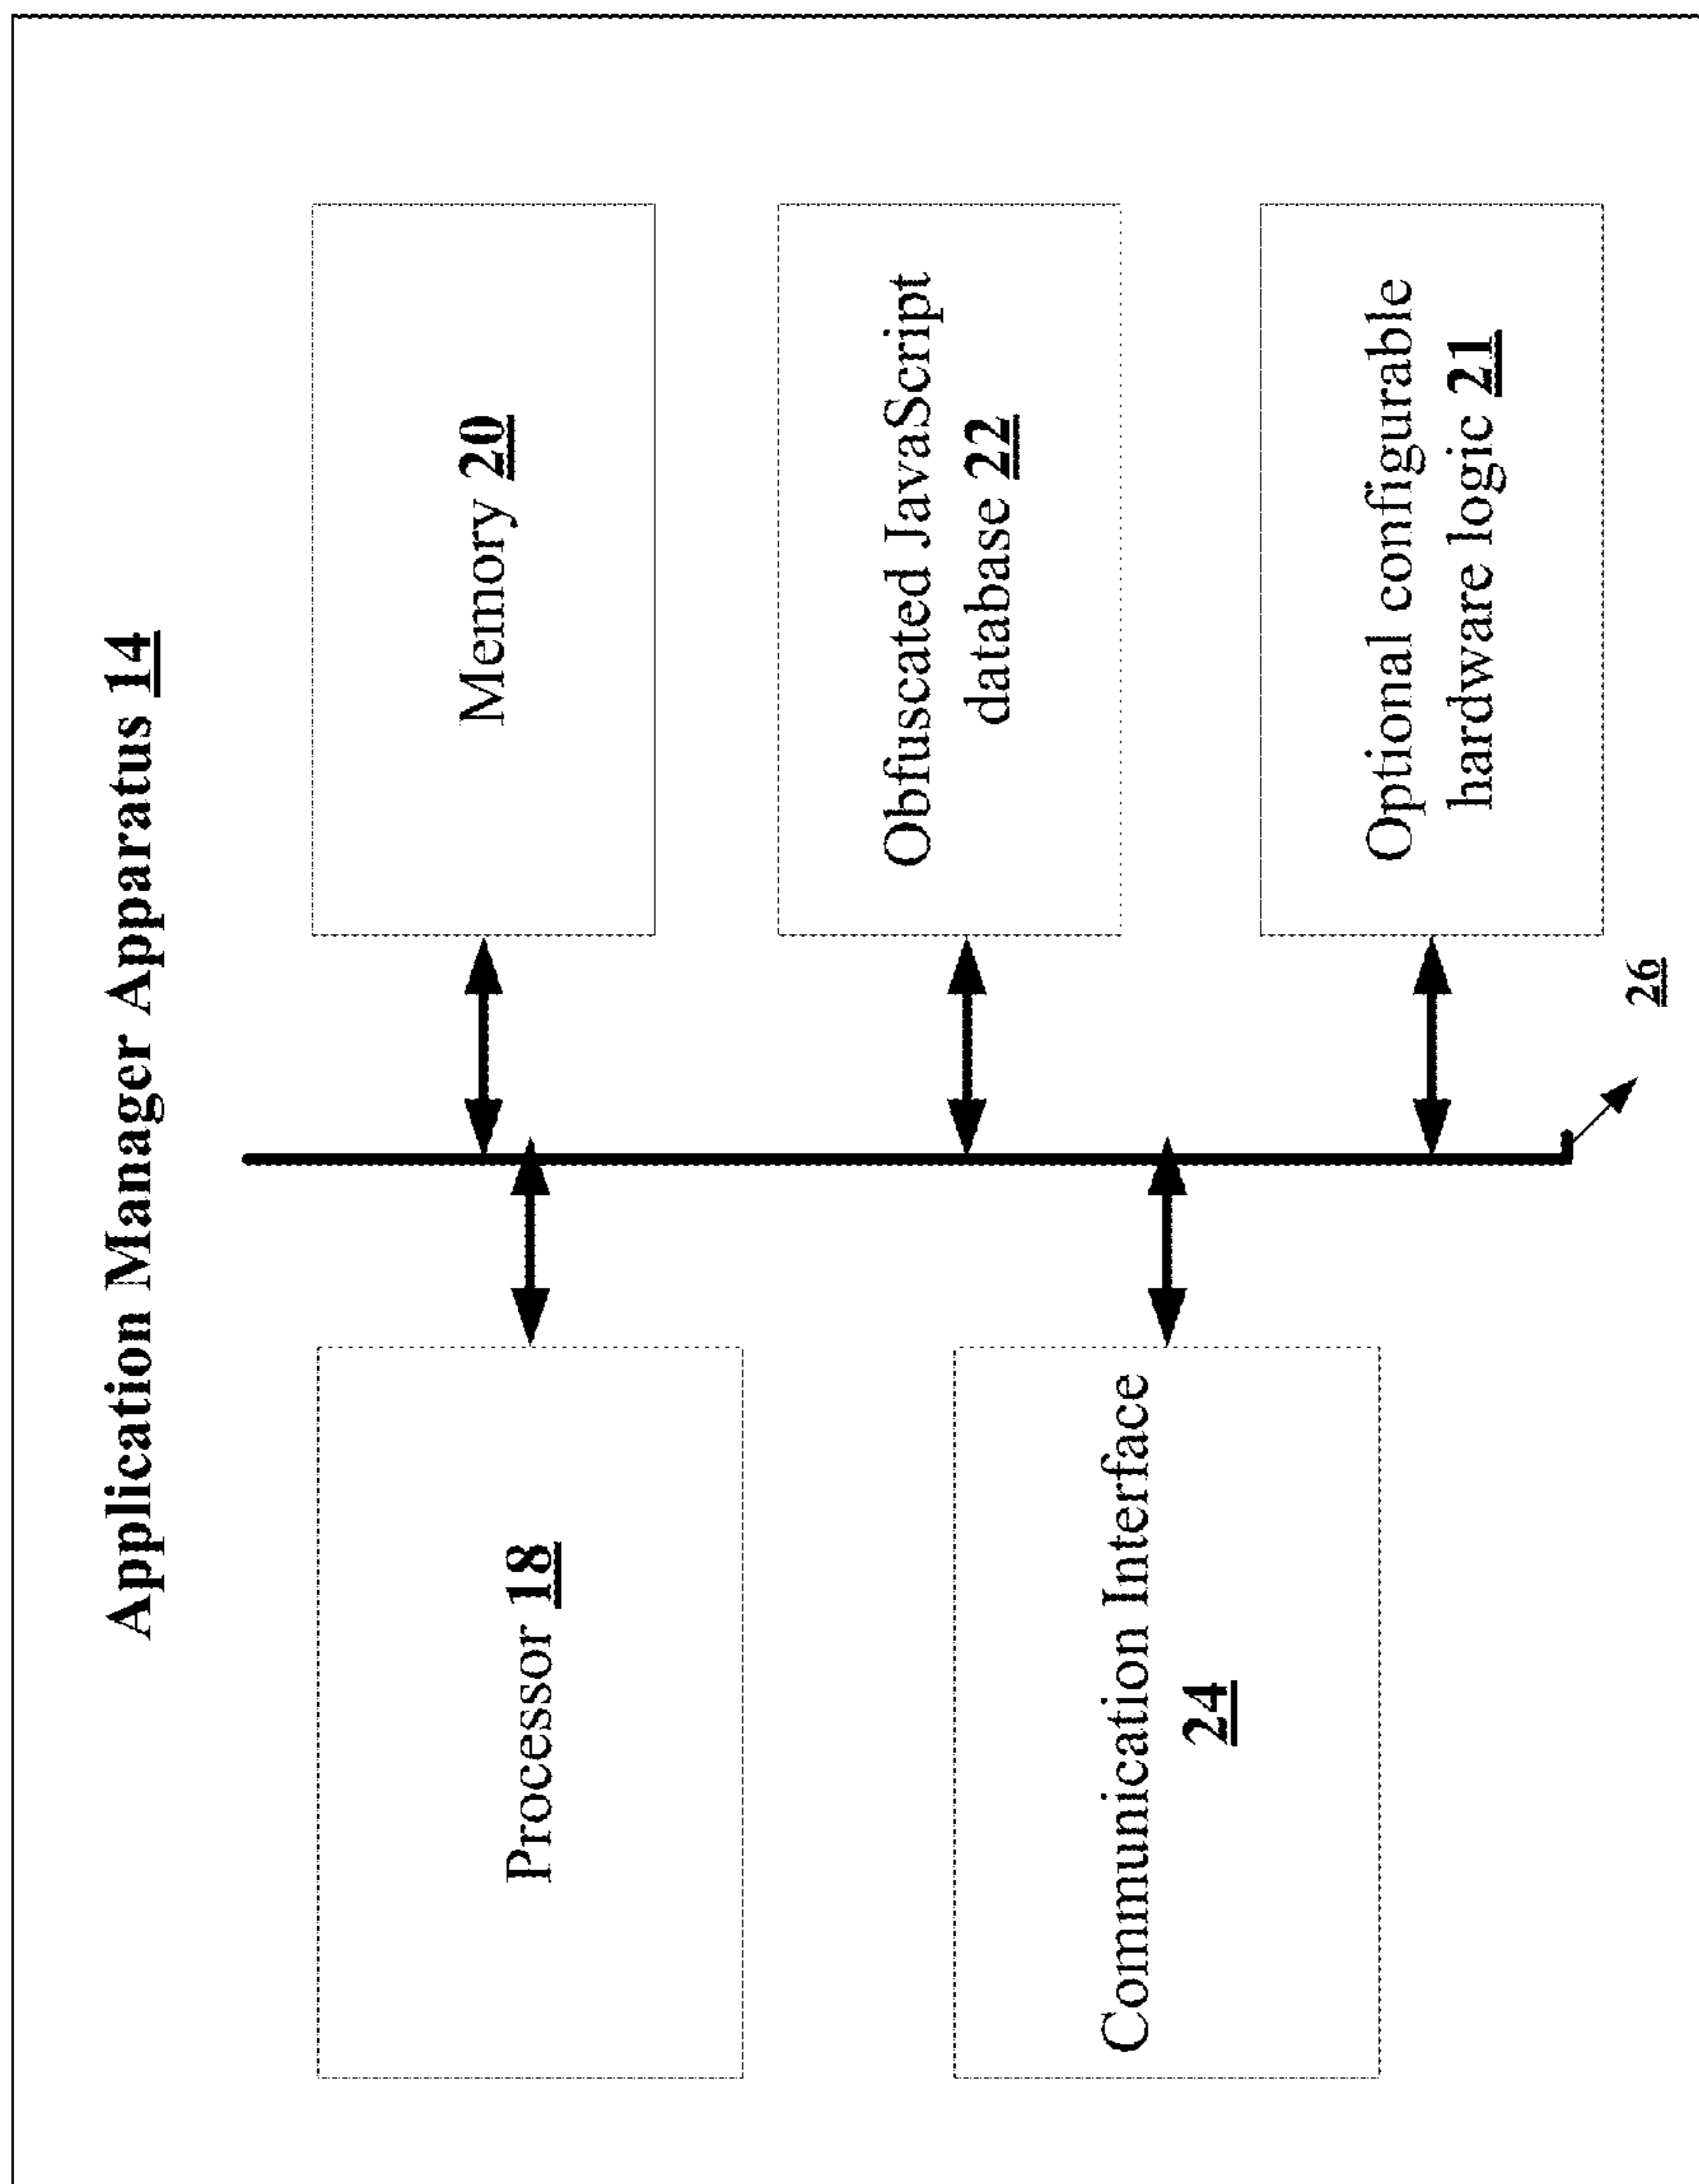 Application Manager Apparatus 14
Processor 18
Communication Interface
24
Memory 20
Obfuscated JavaScript
database 22
Optional configurable
hardware logic 21
26